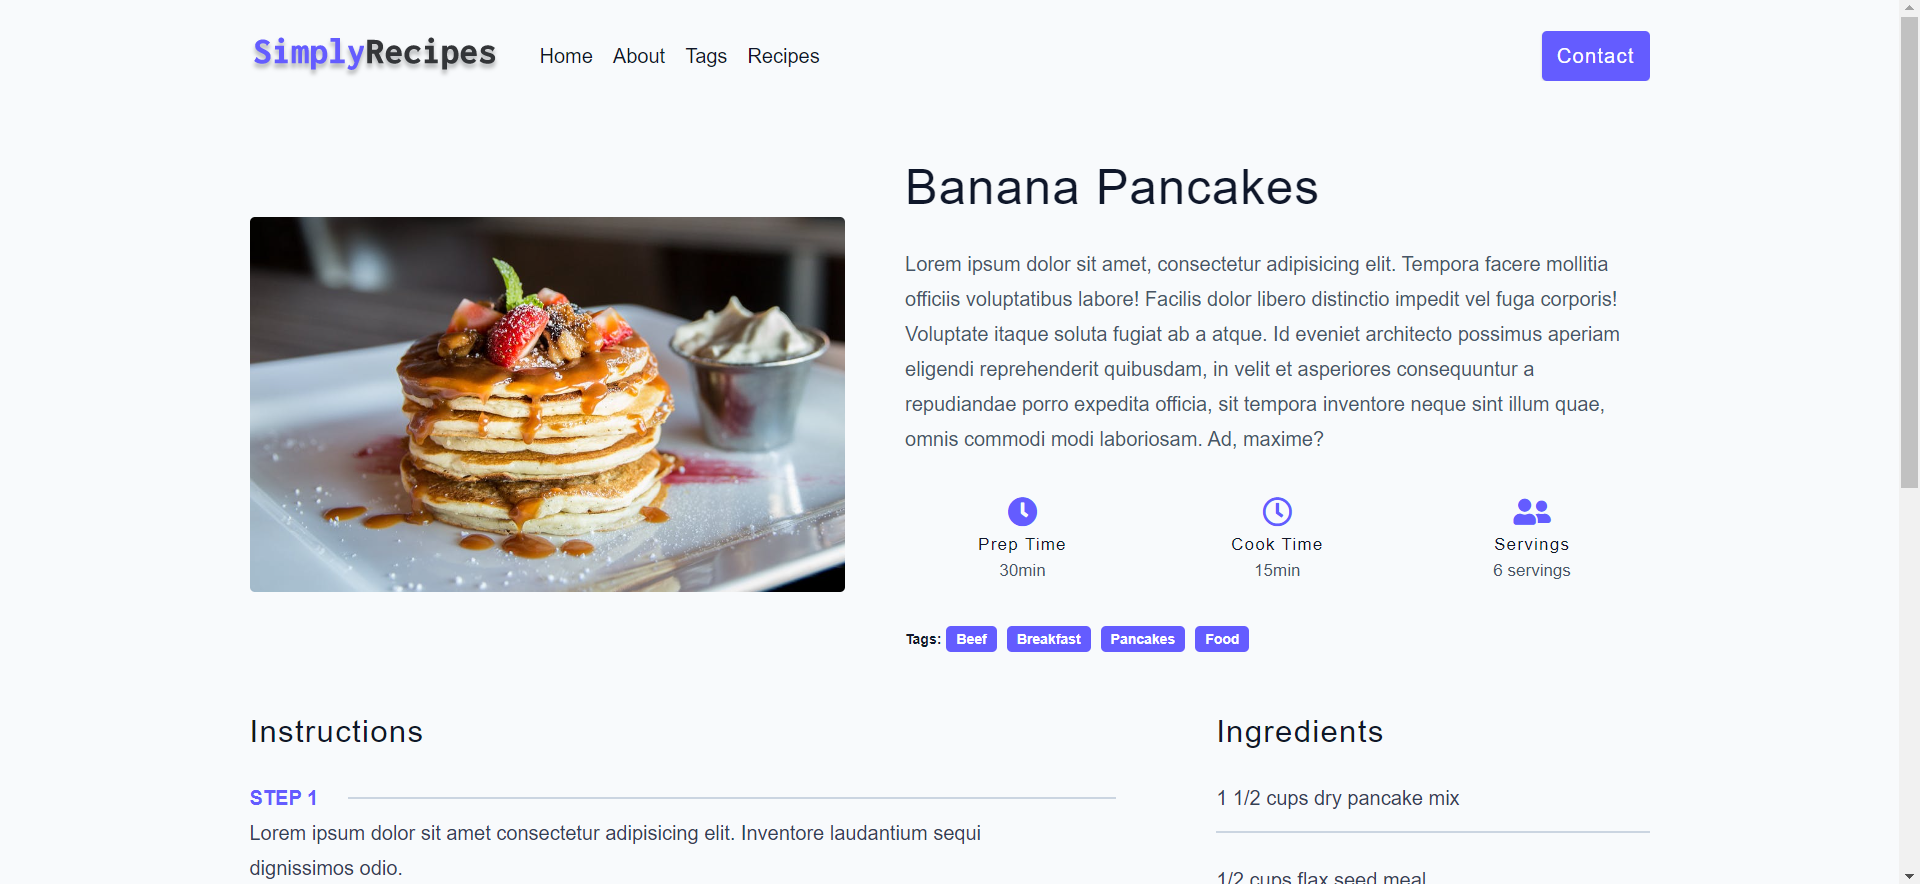 SimplyRecipes
Home About Tags Recipes
Contact
Banana Pancakes
Lorem ipsum dolor sit amet, consectetur adipisicing elit. Tempora facere mollitia
officiis voluptatibus labore! Facilis dolor libero distinctio impedit vel fuga corporis!
Voluptate itaque soluta fugiat ab a atque. Id eveniet architecto possimus aperiam
eligendi reprehenderit quibusdam, in velit et asperiores consequuntur a
repudiandae porro expedita officia, sit tempora inventore neque sint illum quae,
omnis commodi modi laboriosam. Ad, maxime?
Prep Time
30min
Cook Time
15min
Servings
6 servings
Tags: Beef Breakfast Pancakes Food
Instructions
STEP 1
Lorem ipsum dolor sit amet consectetur adipisicing elit. Inventore laudantium sequi
dignissimos odio.
Ingredients
1 1/2 cups dry pancake mix
1/2 cups flax seed meal